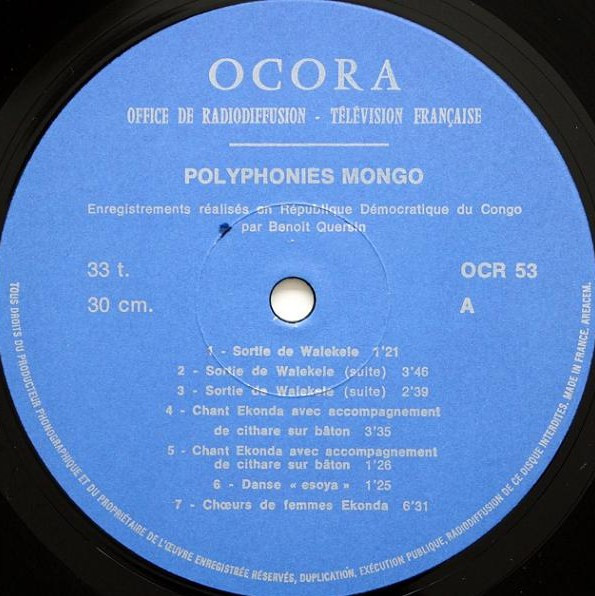 OCORA
OFFICE DE RADIODIFFUSION - TÉLÉVISION FRANÇAISE
POLYPHONIES MONGO
Enregistrements réalisés en République Démocratique du Congo
par Benoit Quersin
33 t.
OCR 53
30 cm.
A
1 - Sortie de Walekele 1'21
2 - Sortie de Walekele (suite) 3'46
3 - Sortie de Walekele (suite) 2'39
4 - Chant Ekonda avec accompagnement
de cithare sur bâton 3'35
5 - Chant Ekonda avec accompagnement
de cithare sur bâton 1'26
6 - Danse « esoya » 1'25
7 - Chœurs de femmes Ekonda 6'31
TOUS DROITS DU PRODUCTEUR PHONOGRAPHIQUE ET DU PROPRIÉTAIRE DE L'ŒUVRE ENREGISTRÉE RÉSERVÉS, DUPLICATION, EXÉCUTION PUBLIQUE, RADIODIFFUSION DE CE DISQUE INTERDITES. MADE IN FRANCE. AREACEM.